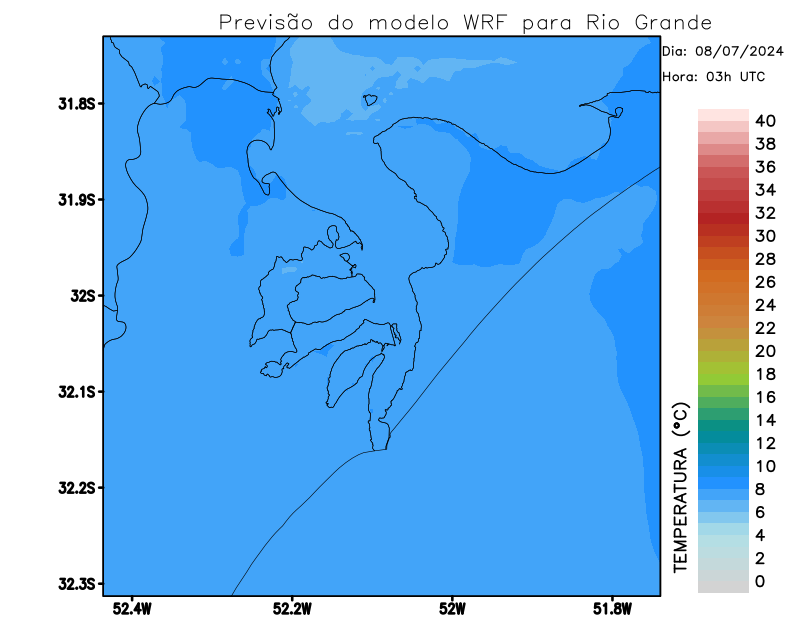 Previsão do modelo WRF para Rio Grande
Dia: 08/07/2024
Hora: 03h UTC
31.8S
31.9S
32S
32.1S
32.2S
32.3S
52.4W
52.2W
52W
51.8W
TEMPERATURA (°C)
40
38
36
34
32
30
28
26
24
22
20
18
16
14
12
10
8
6
4
2
0